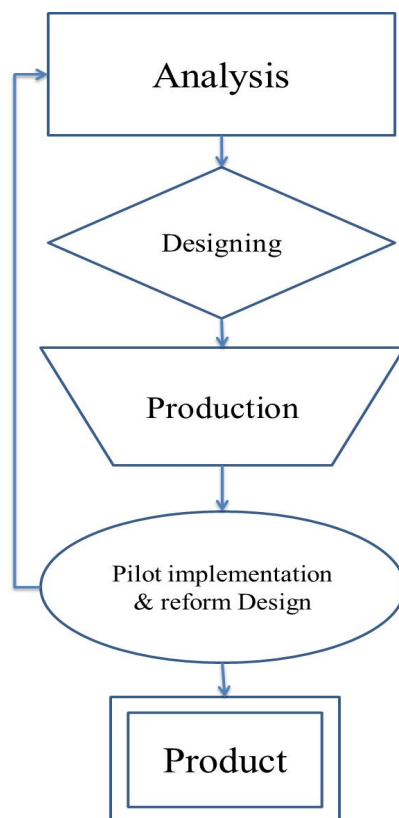 Analysis
Designing
Production
Pilot implementation
& reform Design
Product